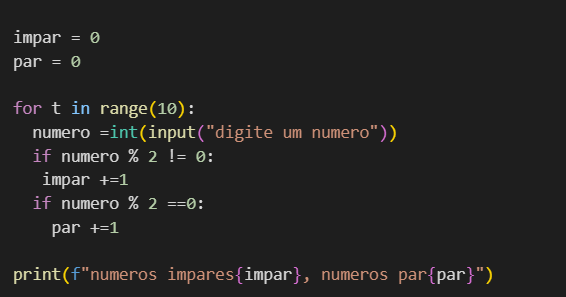 impar = 0
par = 0
for t in range(10):
  numero =int(input("digite um numero"))
  if numero % 2 != 0:
   impar +=1
  if numero % 2 ==0:
    par +=1
print(f"numeros impares{impar}, numeros par{par}")